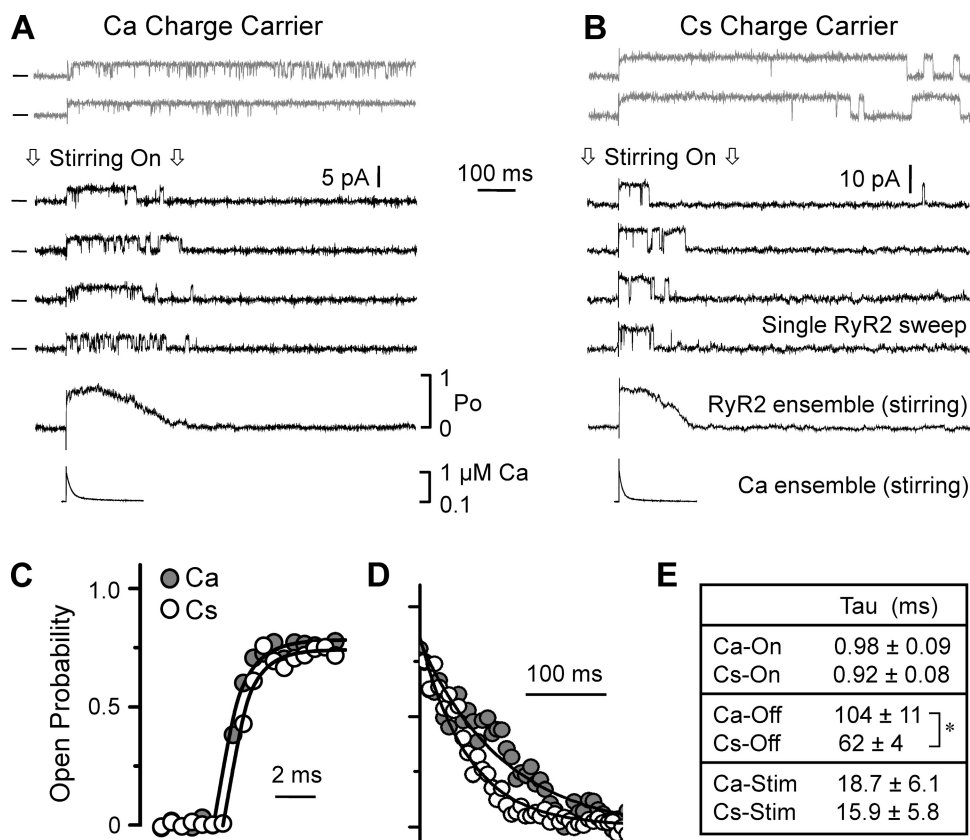 A Ca Charge Carrier
B Cs Charge Carrier
⇩ Stirring On ⇩
5 pA
100 ms
⇩ Stirring On ⇩
10 pA
Single RyR2 sweep
1
Po
0
RyR2 ensemble (stirring)
1 µM Ca
0.1
Ca ensemble (stirring)
C
Open Probability
1.0
0.5
0
Ca
Cs
2 ms
D
100 ms
E
Tau (ms)
Ca-On 0.98 ± 0.09
Cs-On 0.92 ± 0.08
Ca-Off 104 ± 11
*
Cs-Off 62 ± 4
Ca-Stim 18.7 ± 6.1
Cs-Stim 15.9 ± 5.8